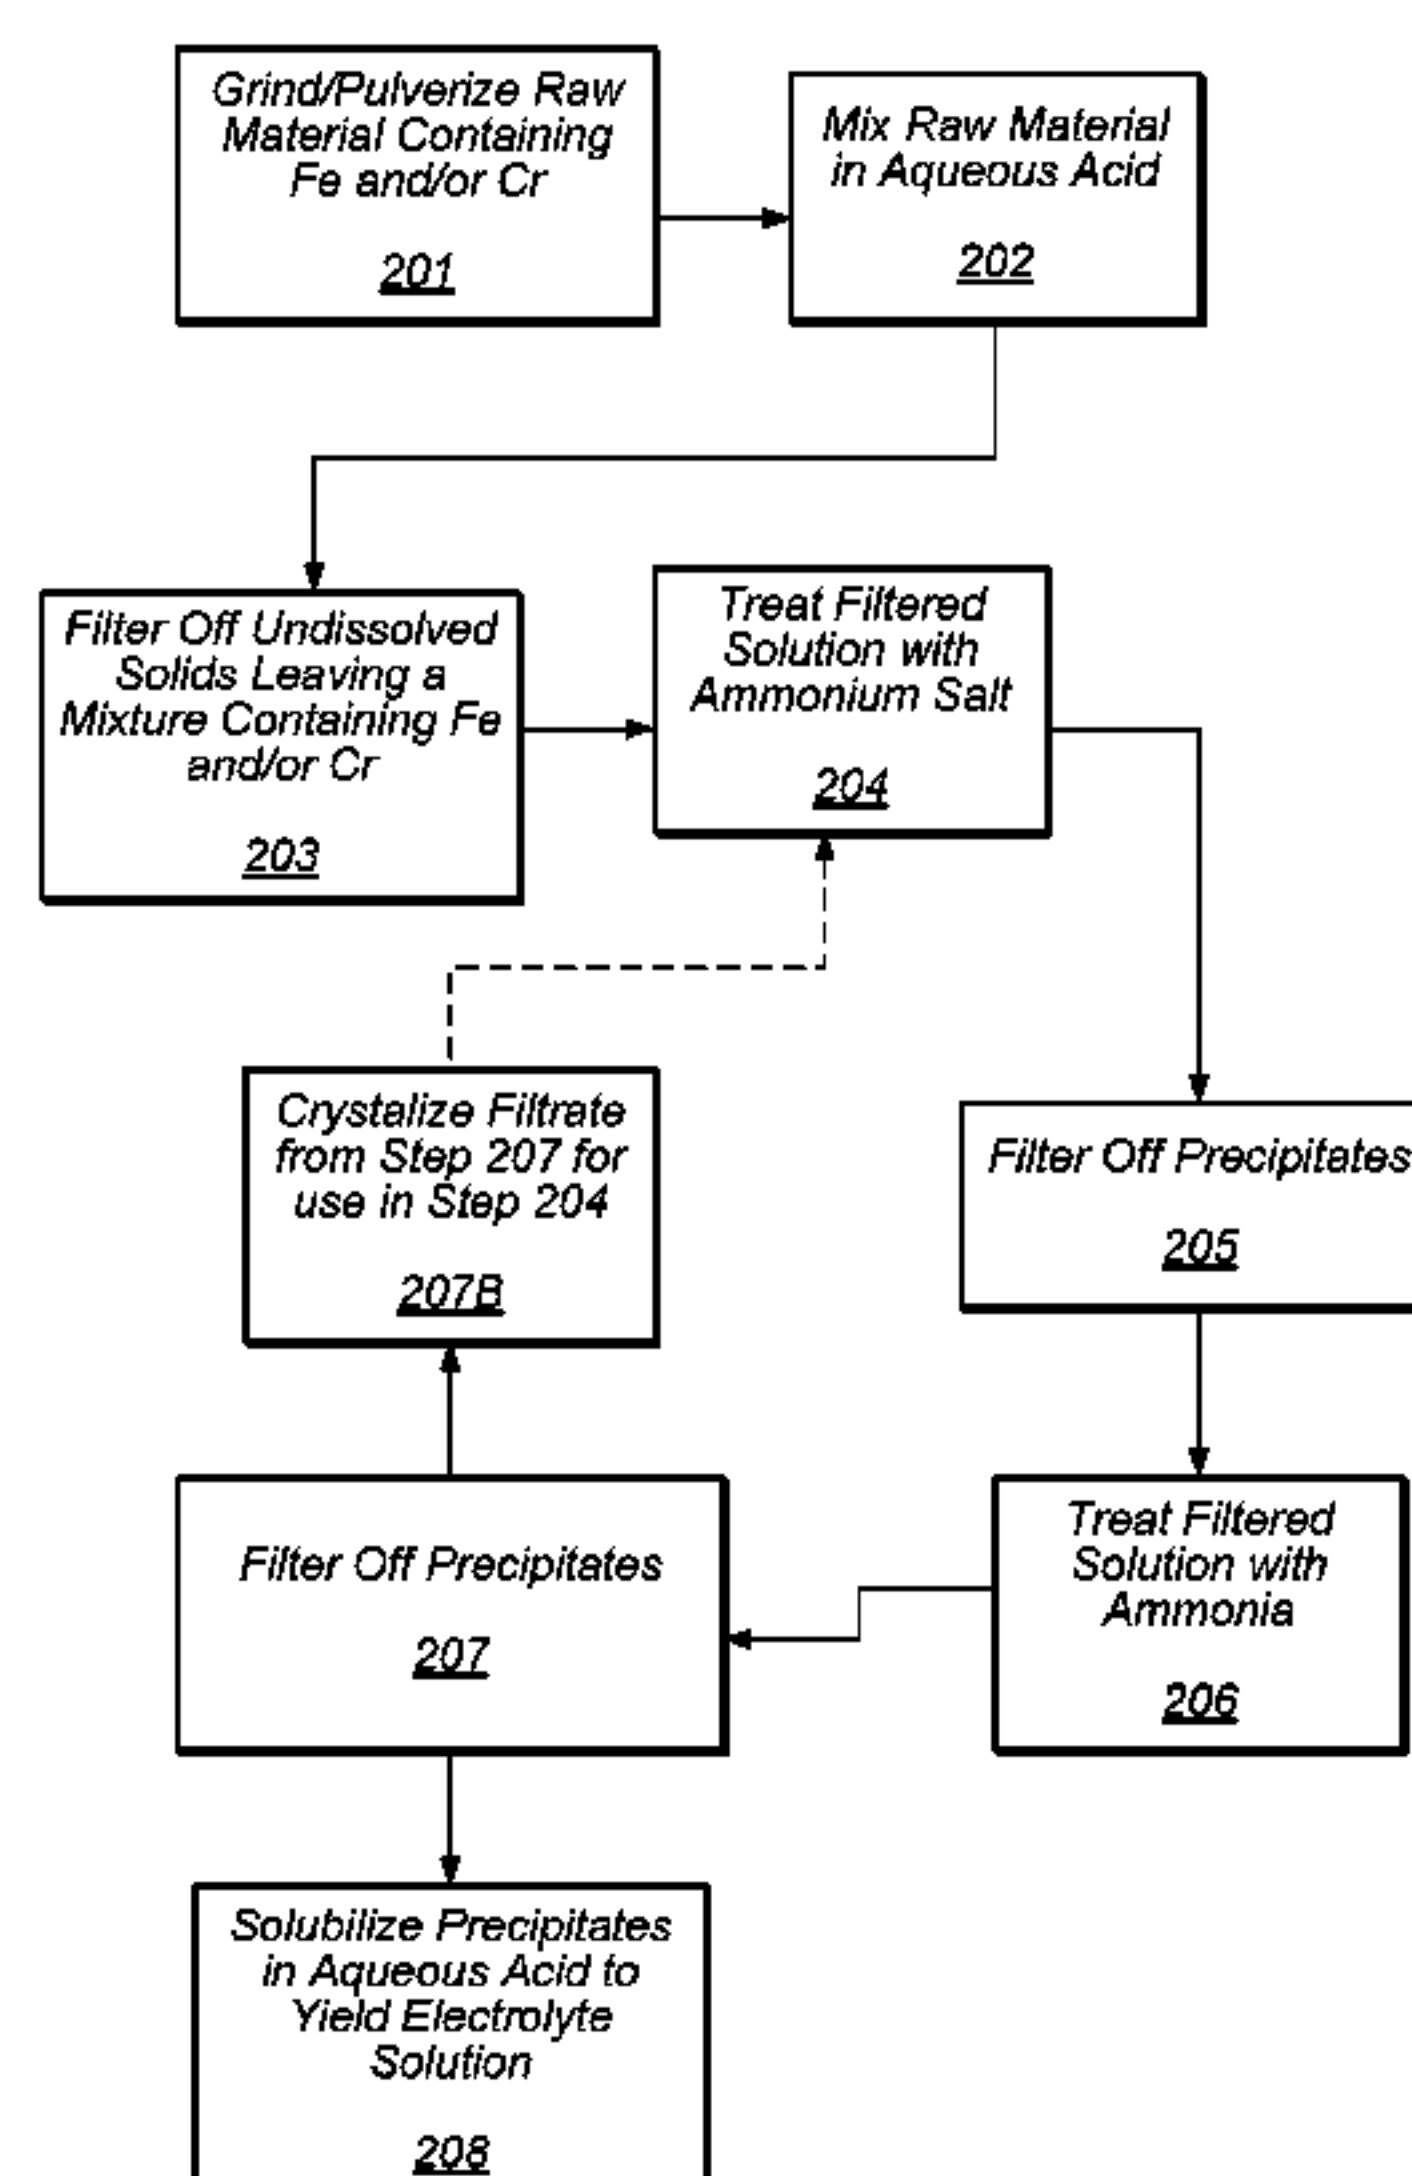 Grind/Pulverize Raw
Material Containing
Fe and/or Cr
201
Mix Raw Material
in Aqueous Acid
202
Filter Off Undissolved
Solids Leaving a
Mixture Containing Fe
and/or Cr
203
Treat Filtered
Solution with
Ammonium Salt
204
Crystalize Filtrate
from Step 207 for
use in Step 204
207B
Filter Off Precipitates
205
Filter Off Precipitates
207
Treat Filtered
Solution with
Ammonia
206
Solubilize Precipitates
in Aqueous Acid to
Yield Electrolyte
Solution
208